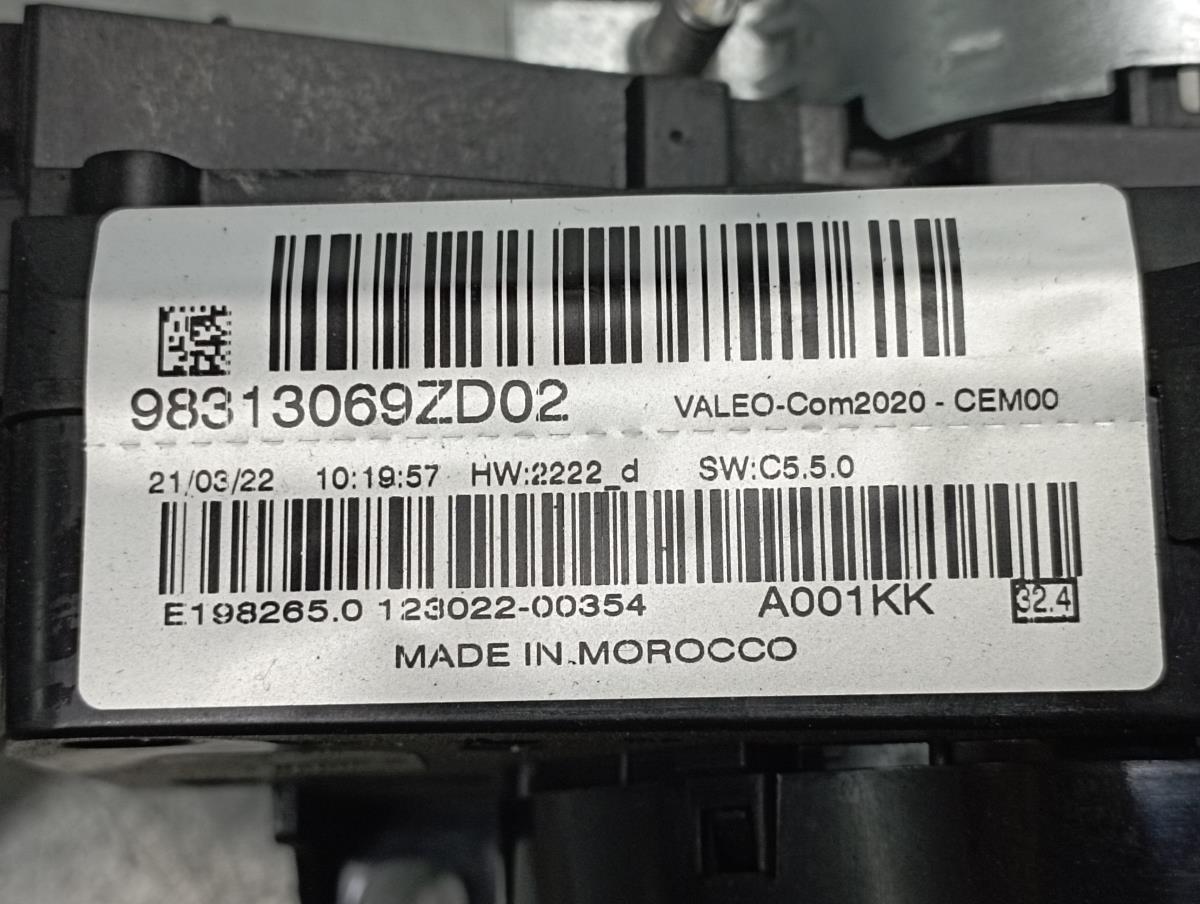 98313069ZD02 VALEO-Com2020 - CEM00
21/03/22 10:19:57 HW:2222_d SW:C5.5.0
E198265.0 123022-00354 A001KK 32.4
MADE IN MOROCCO